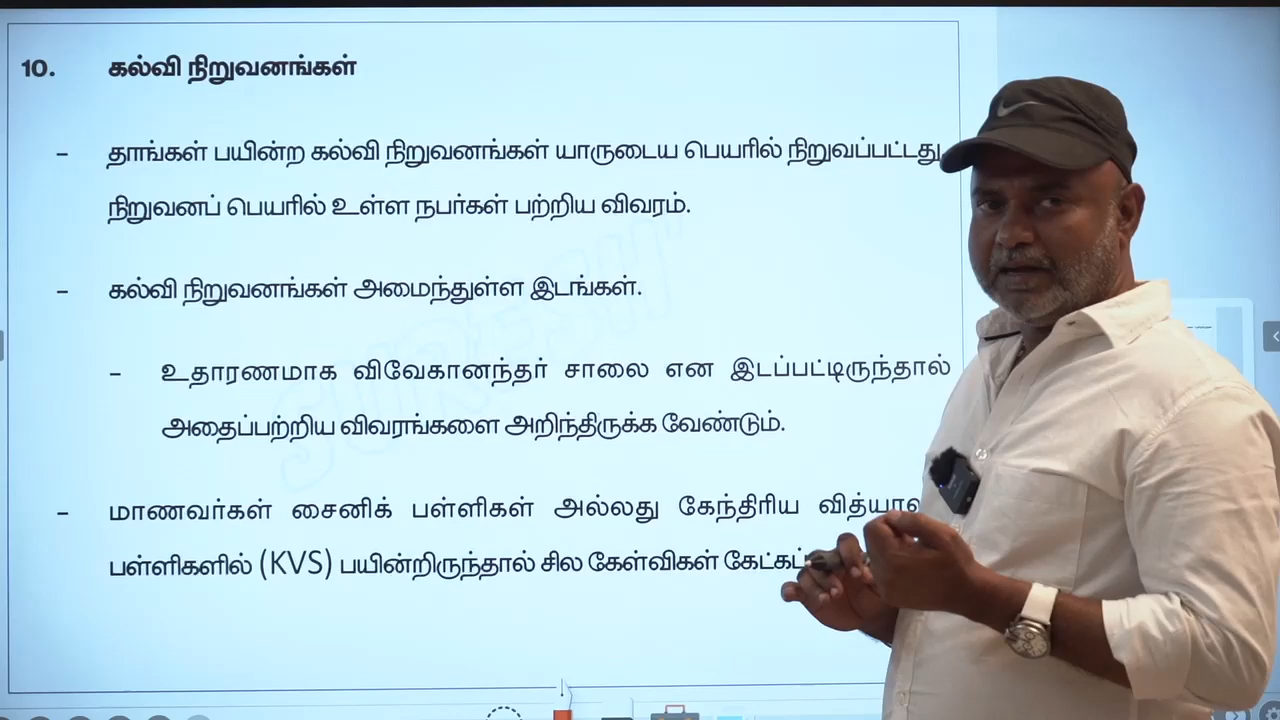 10. கல்வி நிறுவனங்கள்
- தாங்கள் பயின்ற கல்வி நிறுவனங்கள் யாருடைய பெயரில் நிறுவப்பட்டது
நிறுவனப் பெயரில் உள்ள நபர்கள் பற்றிய விவரம்.
- கல்வி நிறுவனங்கள் அமைந்துள்ள இடங்கள்.
- உதாரணமாக விவேகானந்தர் சாலை என இடப்பட்டிருந்தால்
அதைப்பற்றிய விவரங்களை அறிந்திருக்க வேண்டும்.
- மாணவர்கள் சைனிக் பள்ளிகள் அல்லது கேந்திரிய
பள்ளிகளில் (KVS) பயின்றிருந்தால் சில கேள்விகள்